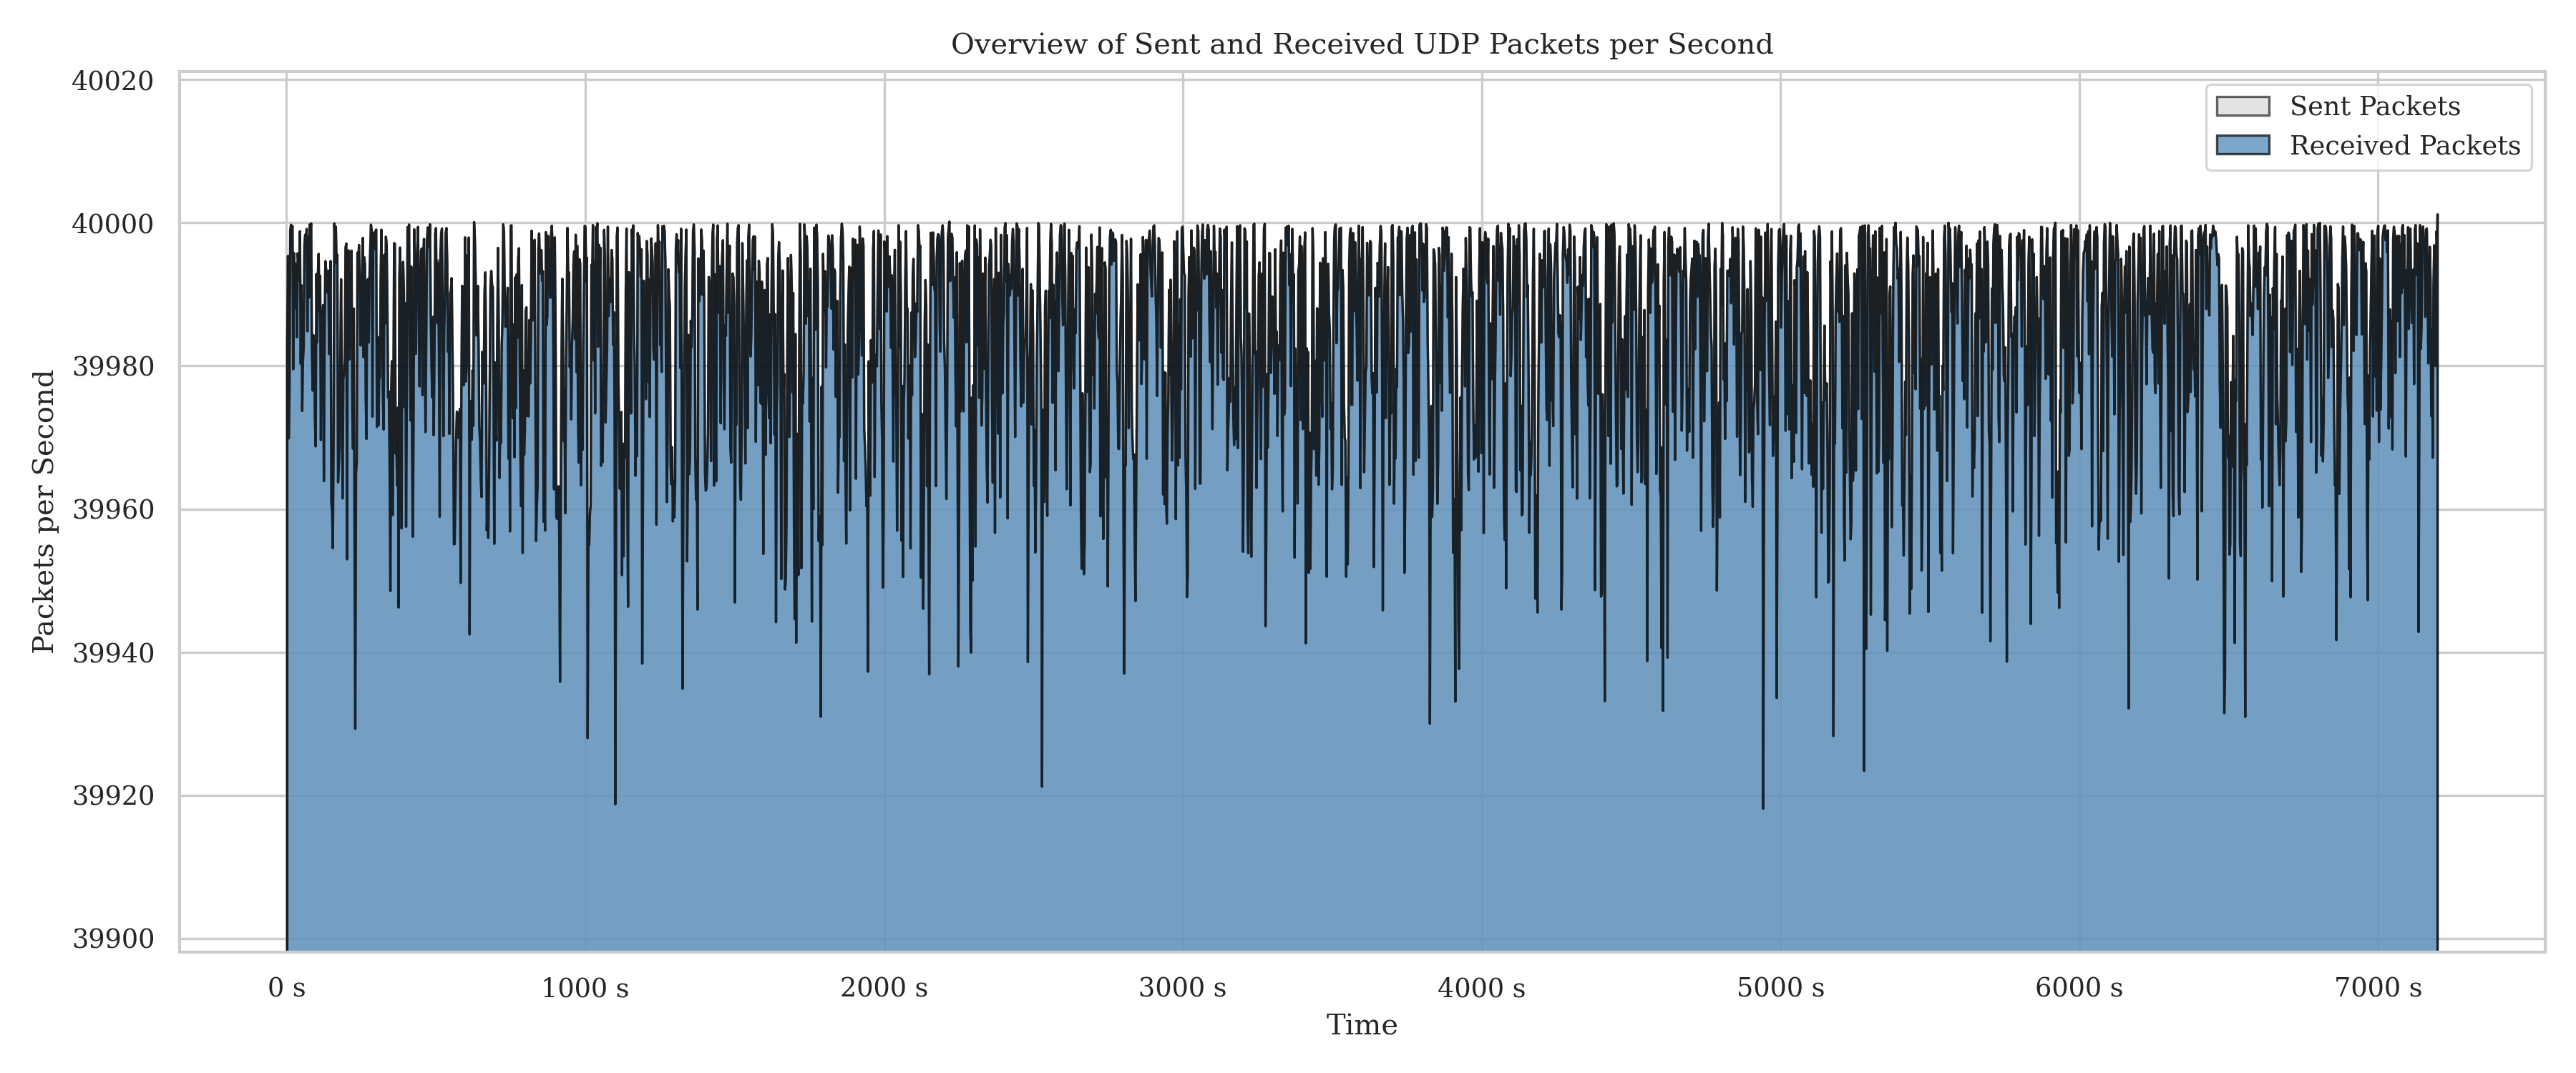 Overview of Sent and Received UDP Packets per Second
Sent Packets
Received Packets
Packets per Second
40020
40000
39980
39960
39940
39920
39900
0 s
1000 s
2000 s
3000 s
4000 s
5000 s
6000 s
7000 s
Time